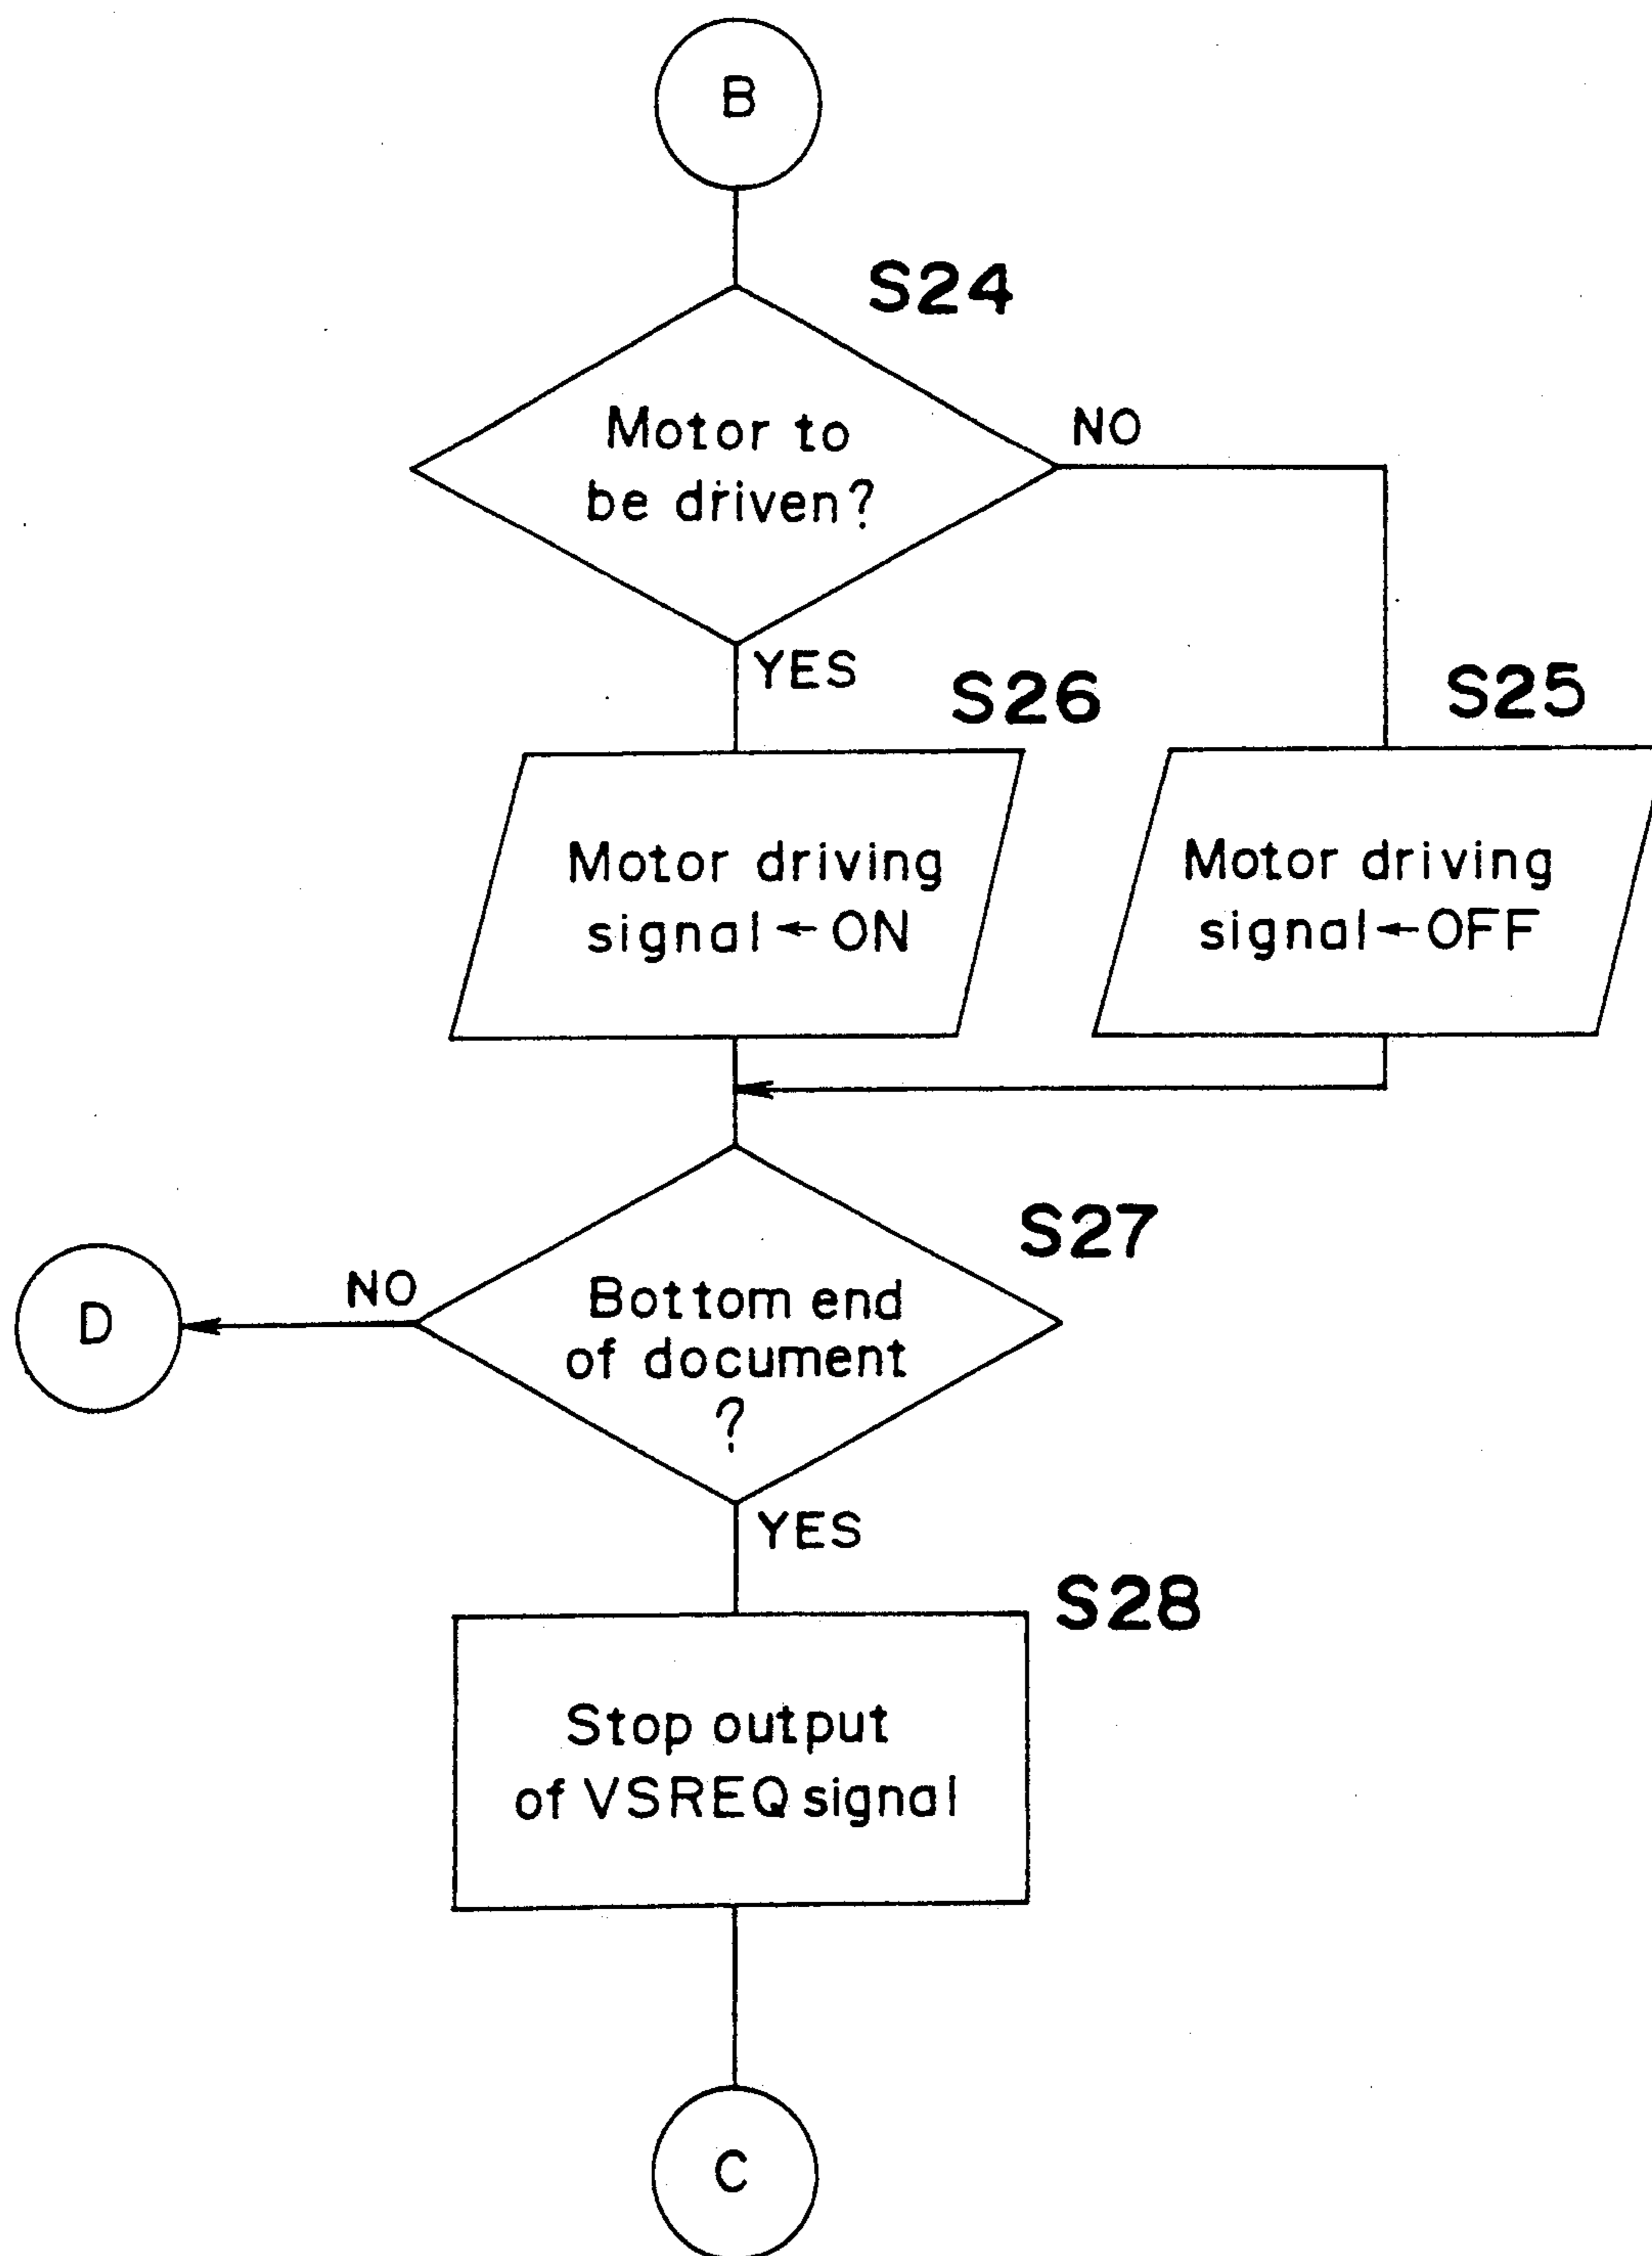 B
S24
Motor to
be driven?
NO
YES
S26
S25
Motor driving
signal ← ON
Motor driving
signal ← OFF
S27
NO
D
Bottom end
of document
?
YES
S28
Stop output
of VSREQ signal
C